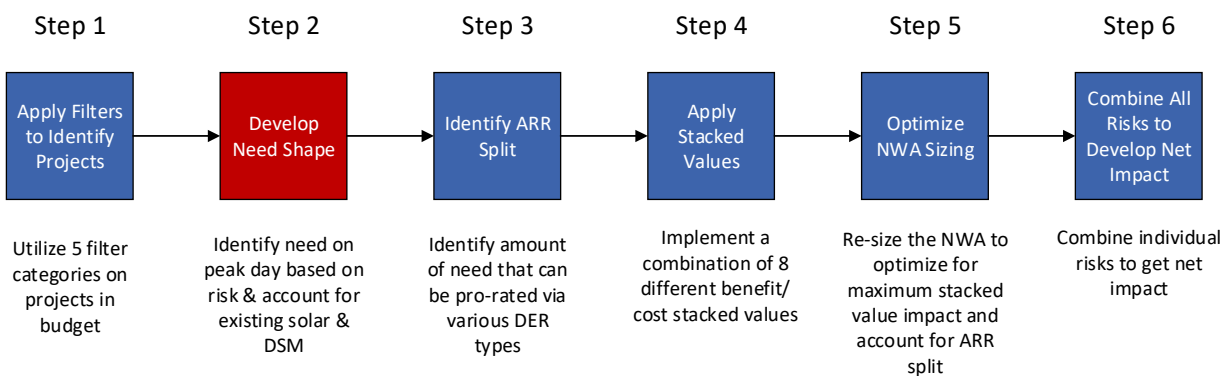 Step 1
Step 2
Step 3
Step 4
Step 5
Step 6
Apply Filters
to Identify
Projects
Develop
Need Shape
Identify ARR
Split
Apply
Stacked
Values
Optimize
NWA Sizing
Combine All
Risks to
Develop Net
Impact
Utilize 5 filter
categories on
projects in
budget
Identify need on
peak day based on
risk & account for
existing solar &
DSM
Identify amount
of need that can
be pro-rated via
various DER
types
Implement a
combination of 8
different benefit/
cost stacked values
Re-size the NWA to
optimize for
maximum stacked
value impact and
account for ARR
split
Combine individual
risks to get net
impact